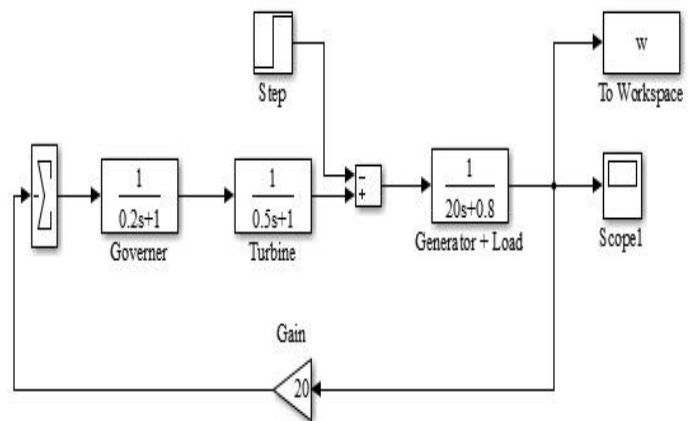 Step
w
To Workspace
-
1
0.2s+1
Governer
1
0.5s+1
Turbine
-
+
1
20s+0.8
Generator + Load
Scope1
Gain
20